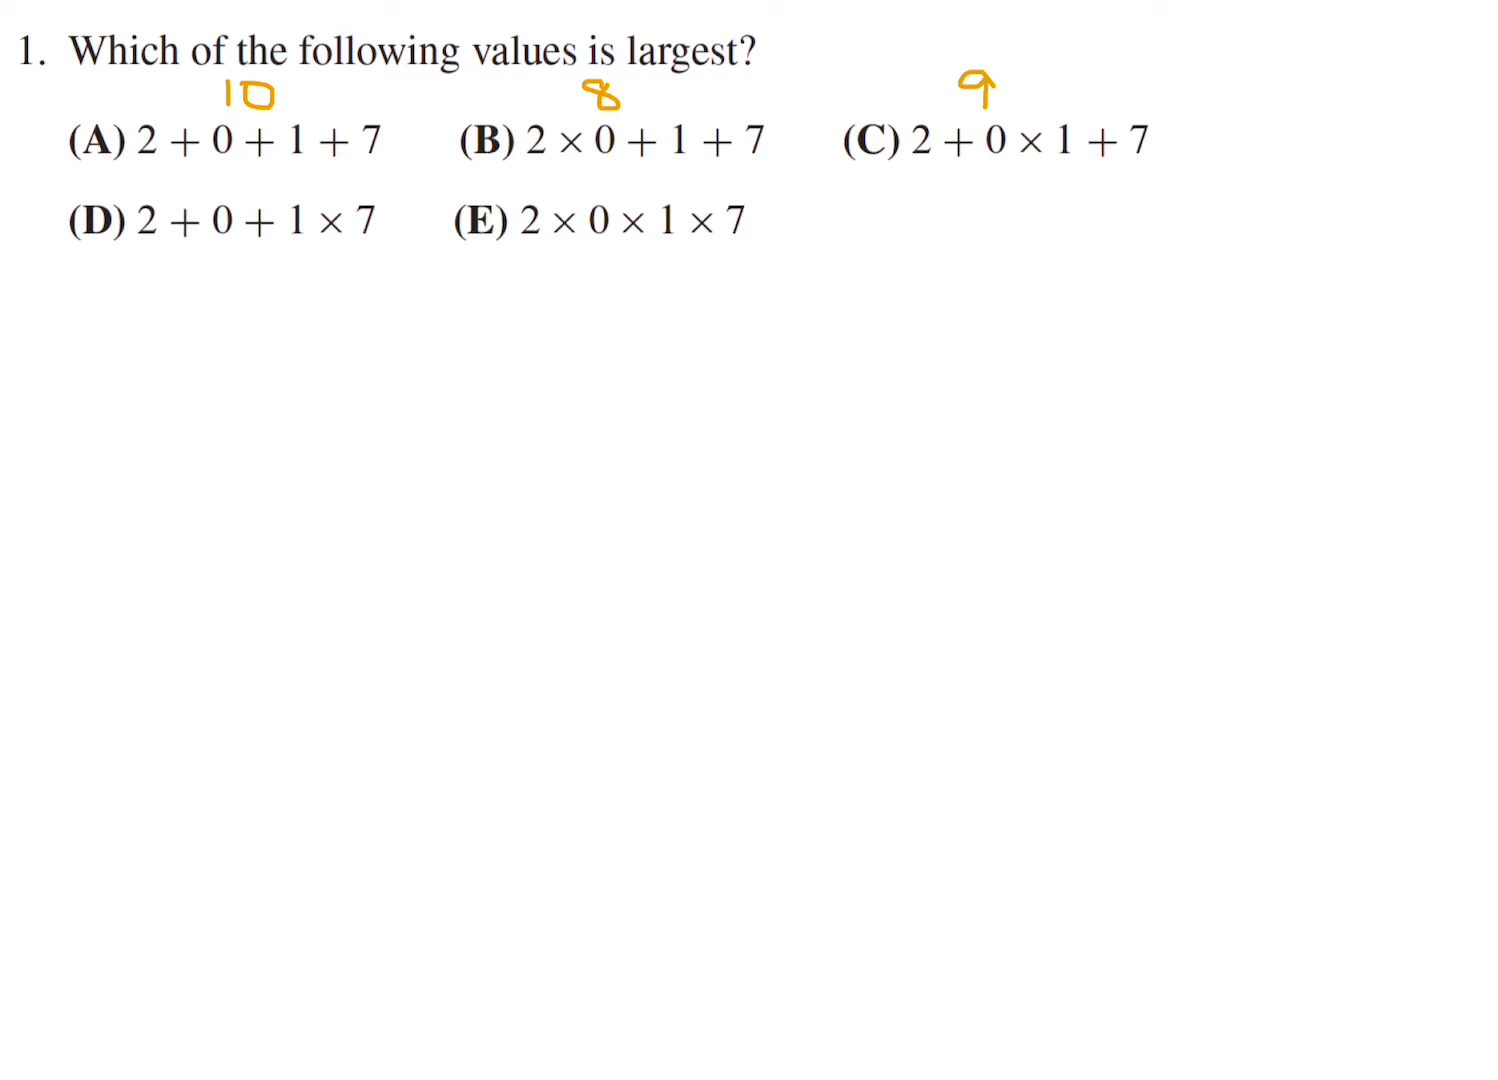 1. Which of the following values is largest?
10 8 9
(A) 2 + 0 + 1 + 7 (B) 2 × 0 + 1 + 7 (C) 2 + 0 × 1 + 7
(D) 2 + 0 + 1 × 7 (E) 2 × 0 × 1 × 7